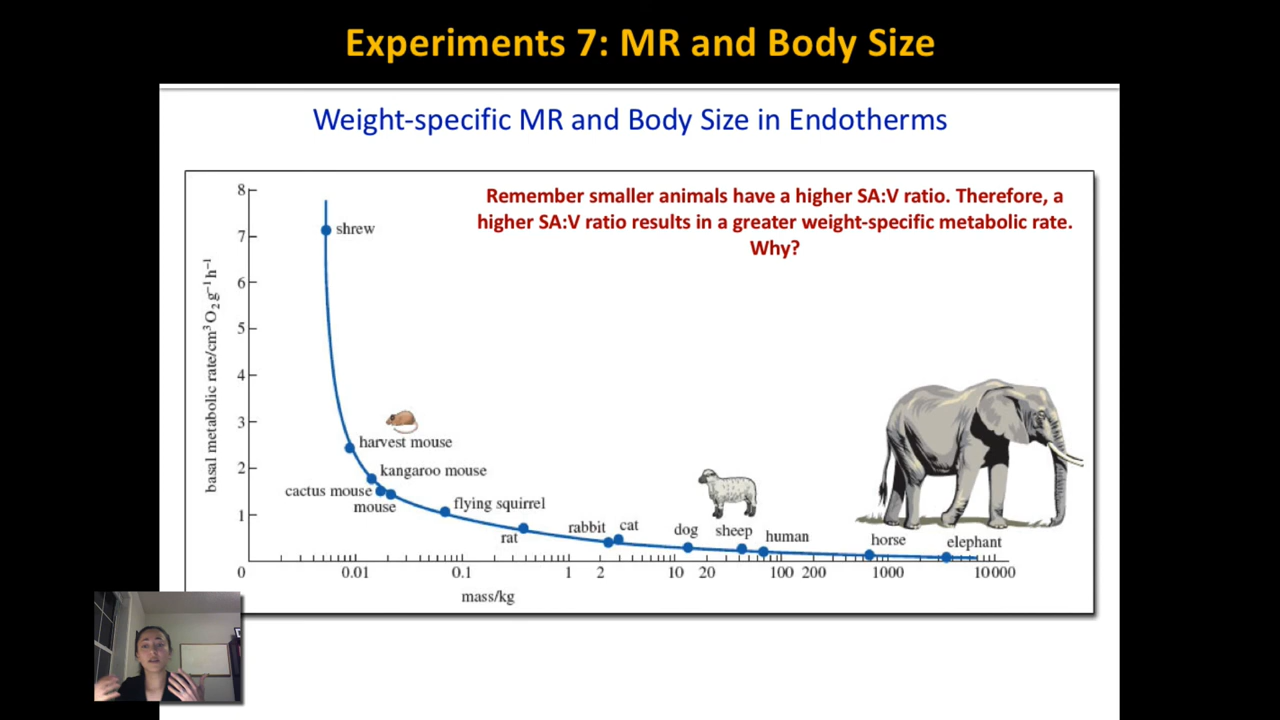 Experiments 7: MR and Body Size
Weight-specific MR and Body Size in Endotherms
Remember smaller animals have a higher SA:V ratio. Therefore, a
higher SA:V ratio results in a greater weight-specific metabolic rate.
Why?
basal metabolic rate/cm³ O₂ g⁻¹ h⁻¹
8
7
6
5
4
3
2
1
shrew
harvest mouse
kangaroo mouse
cactus mouse
mouse
flying squirrel
rat
rabbit
cat
dog
sheep
human
horse
elephant
0 0.01 0.1 1 2 10 20 100 200 1000 10000
mass/kg